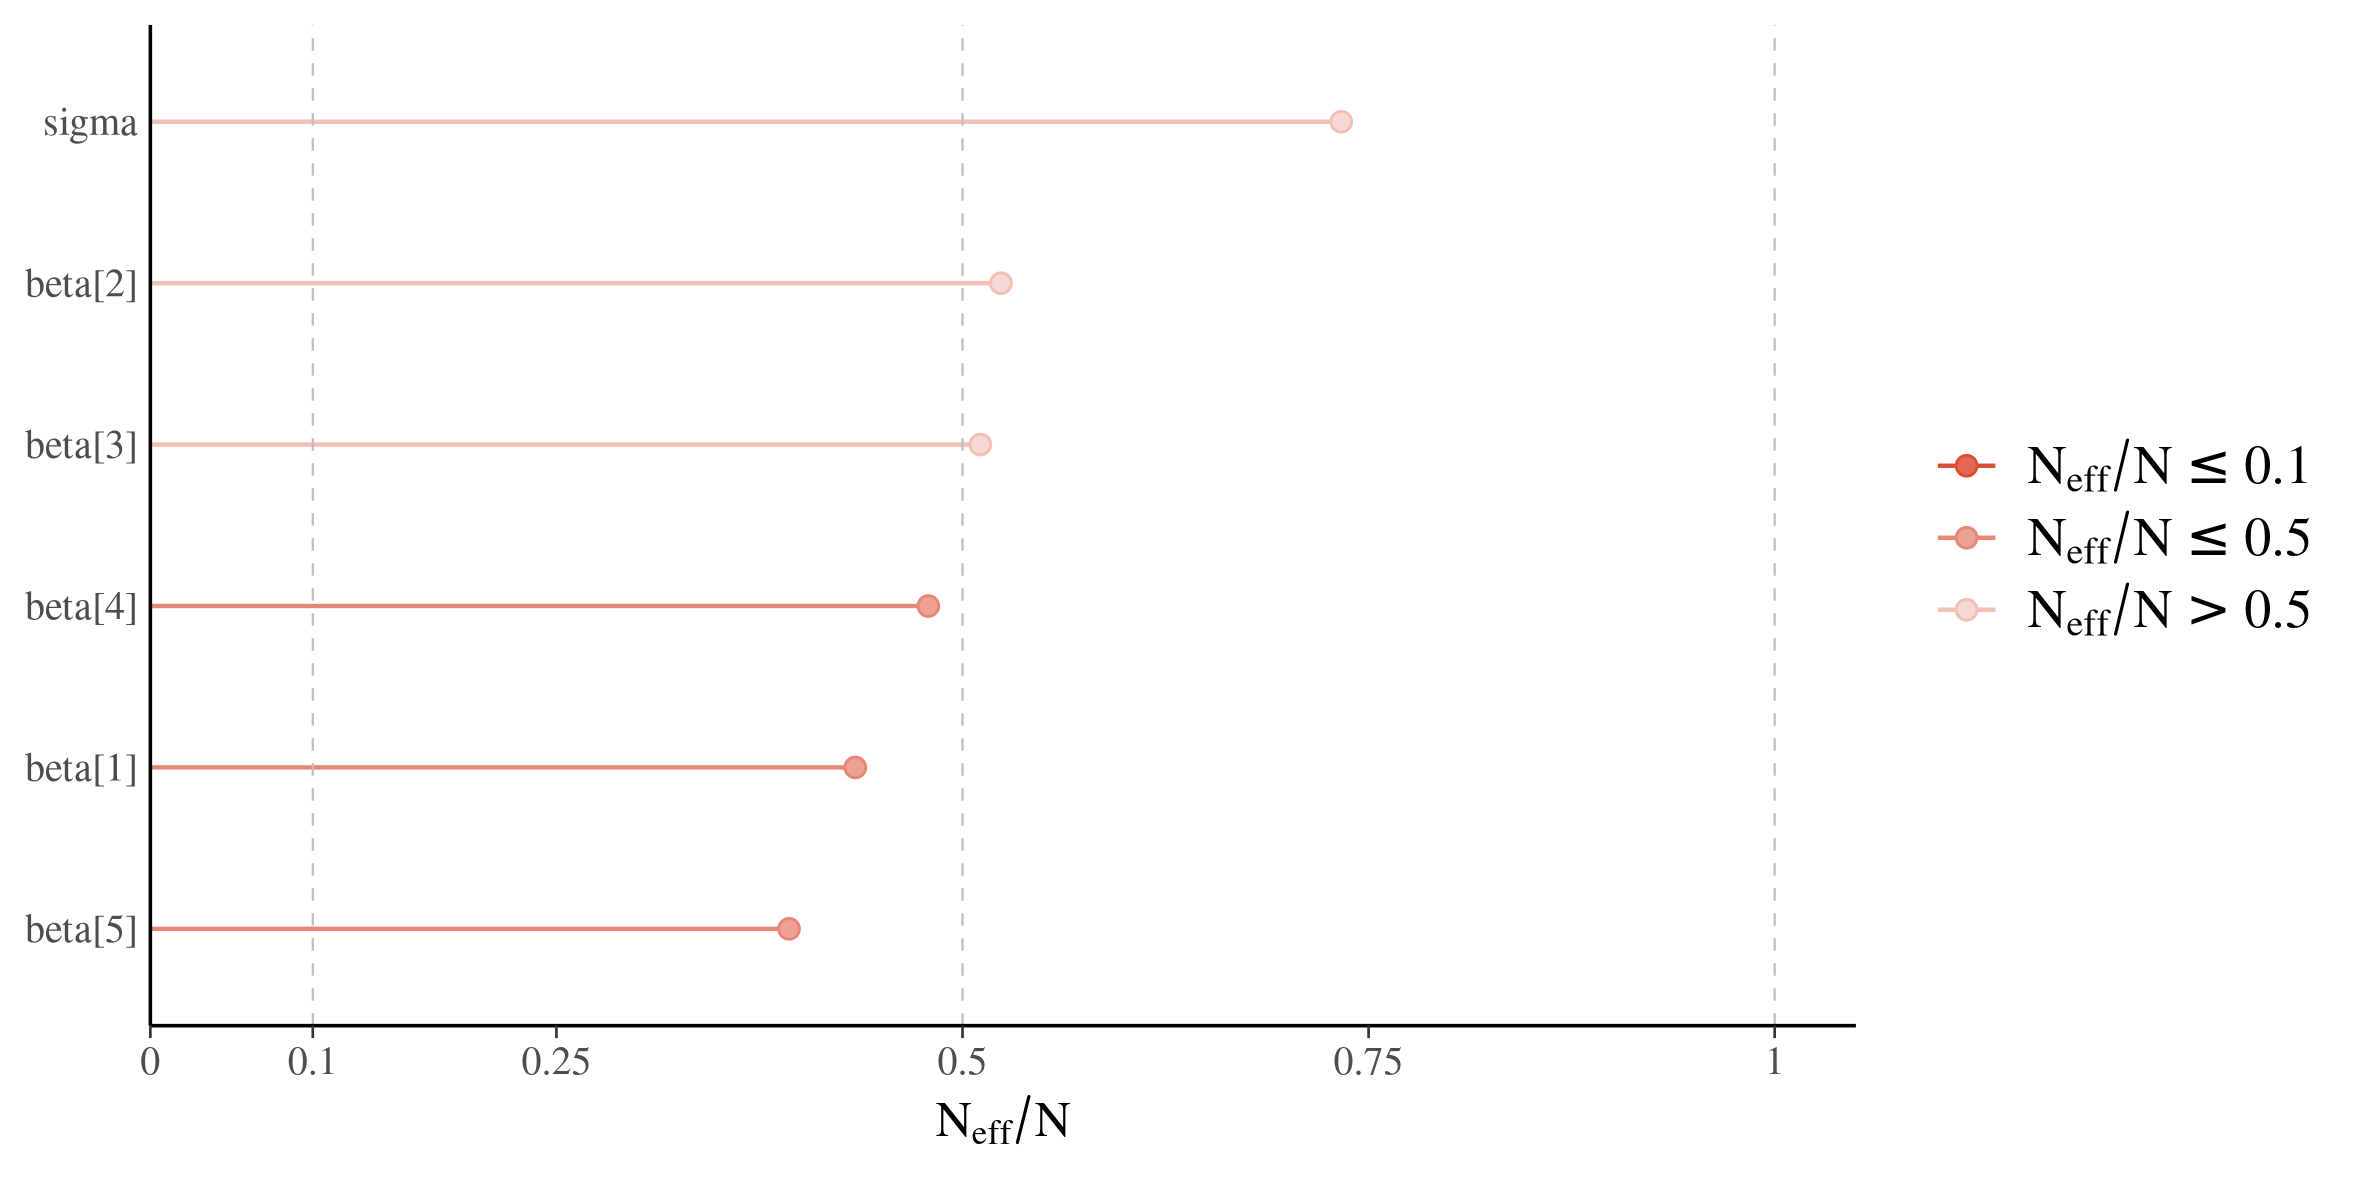 sigma
beta[2]
beta[3]
beta[4]
beta[1]
beta[5]
0 0.1 0.25 0.5 0.75 1
Neff/N
Neff/N ≤ 0.1
Neff/N ≤ 0.5
Neff/N > 0.5